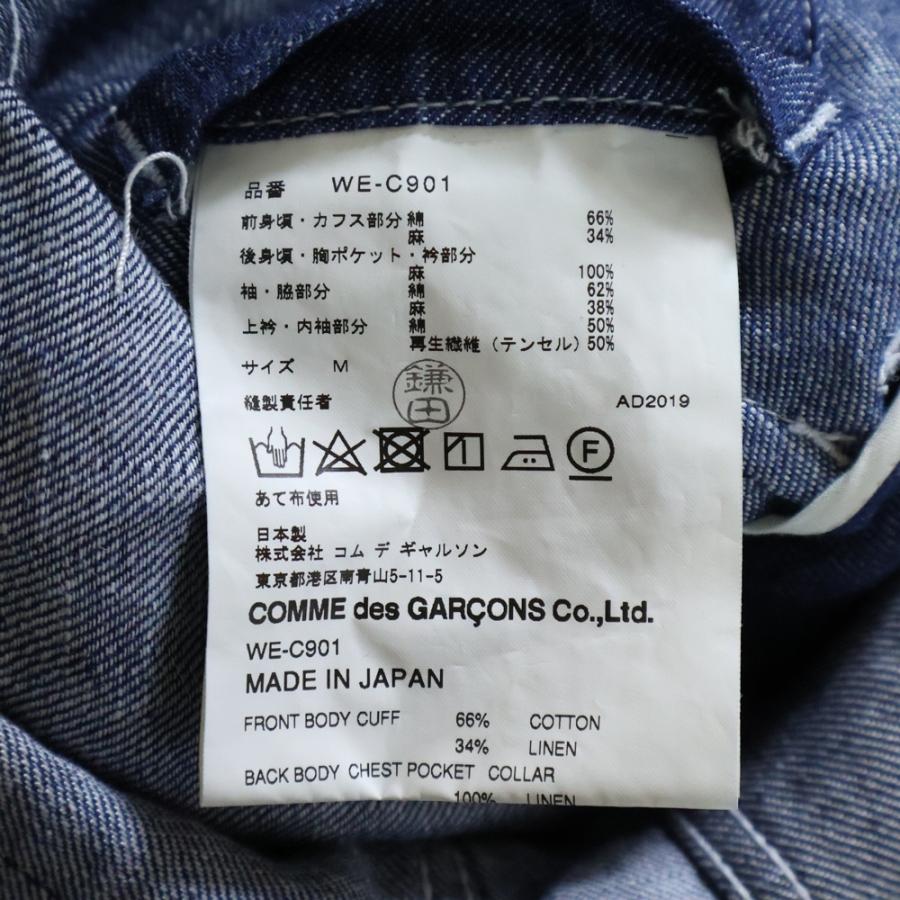 品番 WE-C901
前身頃・カフス部分 綿 66%
麻 34%
後身頃・胸ポケット・衿部分
麻 100%
袖・脇部分 綿 62%
麻 38%
上衿・内袖部分 綿 50%
再生繊維（テンセル）50%
サイズ M
鎌田
縫製責任者 AD2019
F
あて布使用
日本製
株式会社 コム デ ギャルソン
東京都港区南青山5-11-5
COMME des GARÇONS Co.,Ltd.
WE-C901
MADE IN JAPAN
FRONT BODY CUFF 66% COTTON
34% LINEN
BACK BODY CHEST POCKET COLLAR
100% LINEN